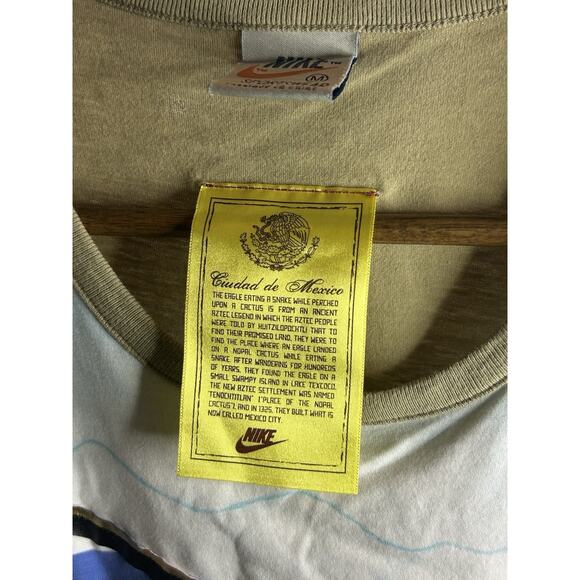 NIKE™
M
SPORTSWEAR
Ciudad de Mexico
THE EAGLE EATING A SNAKE WHILE PERCHED
UPON A CACTUS IS FROM AN ANCIENT
AZTEC LEGEND IN WHICH THE AZTEC PEOPLE
WERE TOLD BY HUITZILOPOCHTLI THAT TO
FIND THEIR PROMISED LAND, THEY WERE TO
FIND THE PLACE WHERE AN EAGLE LANDED
ON A NOPAL CACTUS WHILE EATING A
SNAKE. AFTER WANDERING FOR HUNDREDS
OF YEARS, THEY FOUND THE EAGLE ON A
SMALL SWAMPY ISLAND IN LAKE TEXCOCO.
THE NEW AZTEC SETTLEMENT WAS NAMED
TENOCHTITLAN ("PLACE OF THE NOPAL
CACTUS"), AND IN 1325, THEY BUILT WHAT IS
NOW CALLED MEXICO CITY.
NIKE